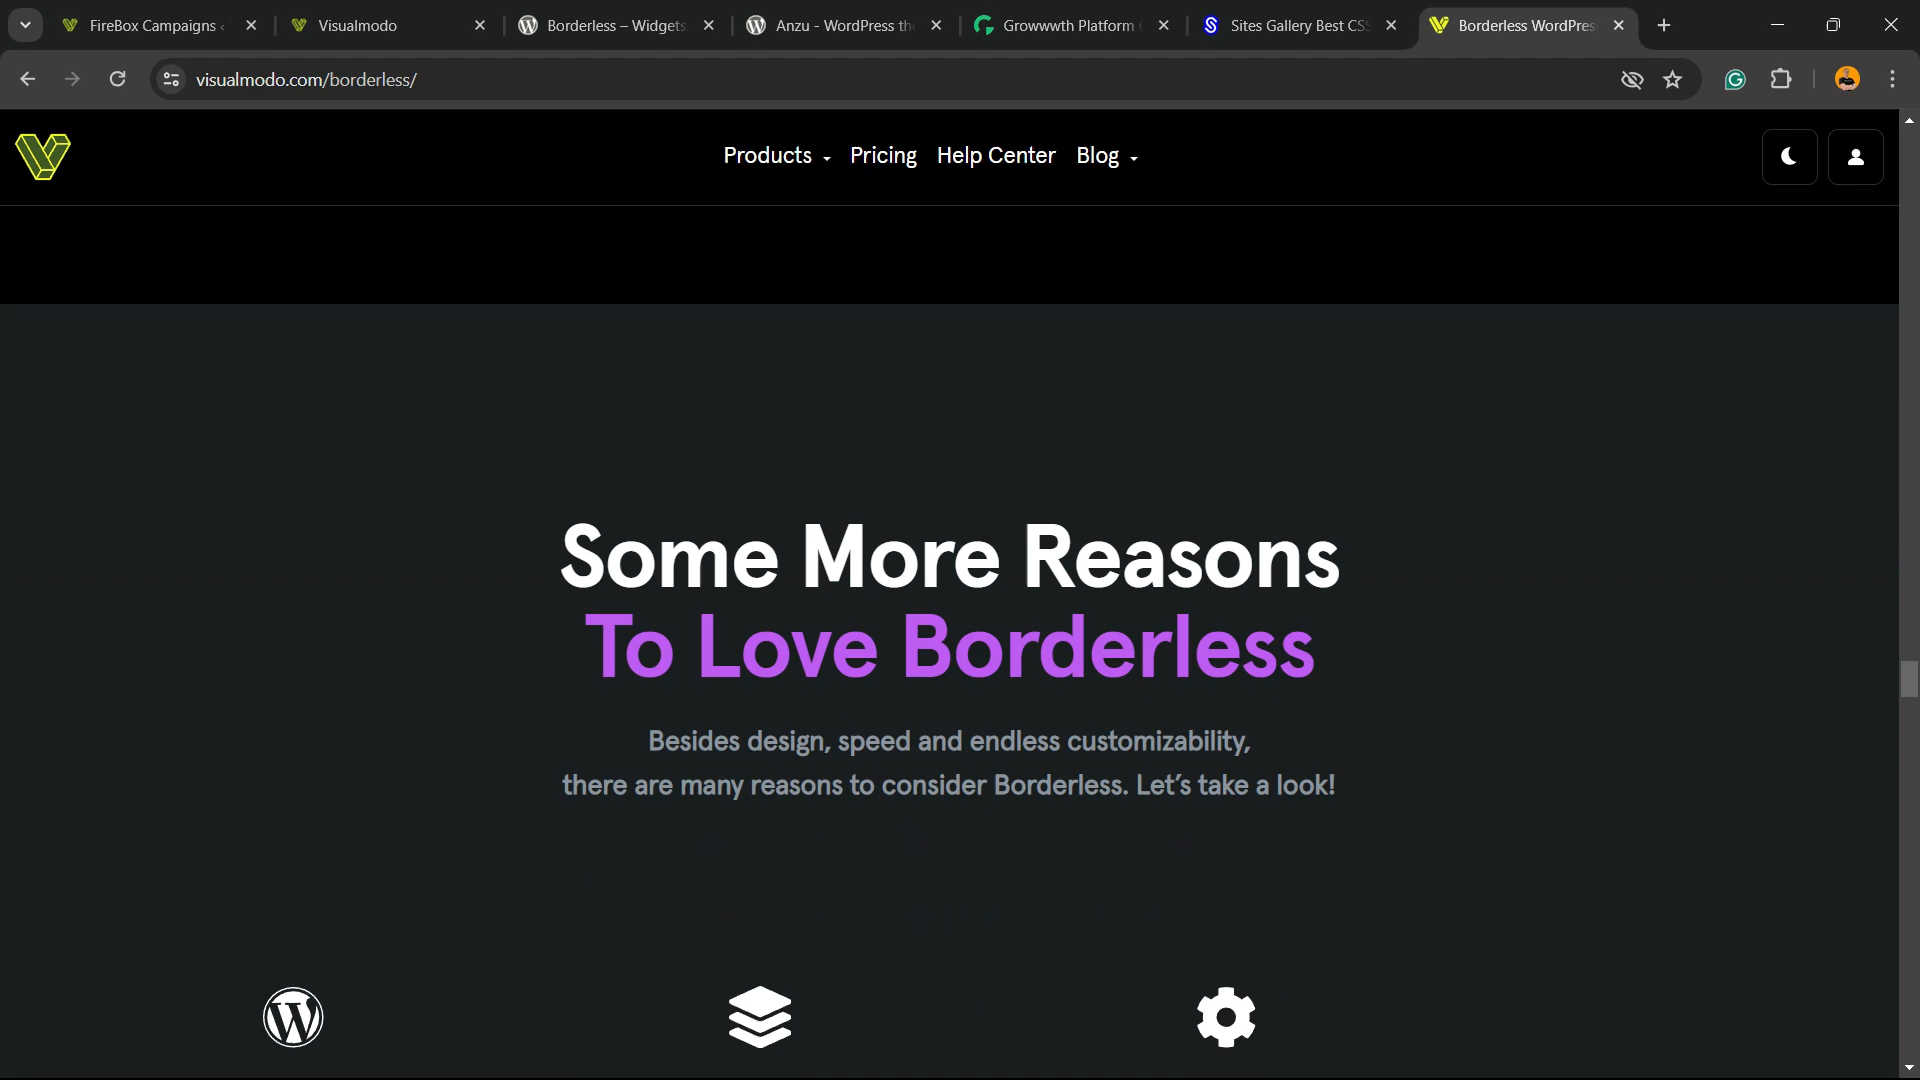 FireBox Campaigns ‹
Visualmodo
Borderless – Widgets,
Anzu - WordPress th
Growwwth Platform
Sites Gallery Best CSS
Borderless WordPres
visualmodo.com/borderless/
Products
Pricing
Help Center
Blog
Some More Reasons
To Love Borderless
Besides design, speed and endless customizability,
there are many reasons to consider Borderless. Let’s take a look!